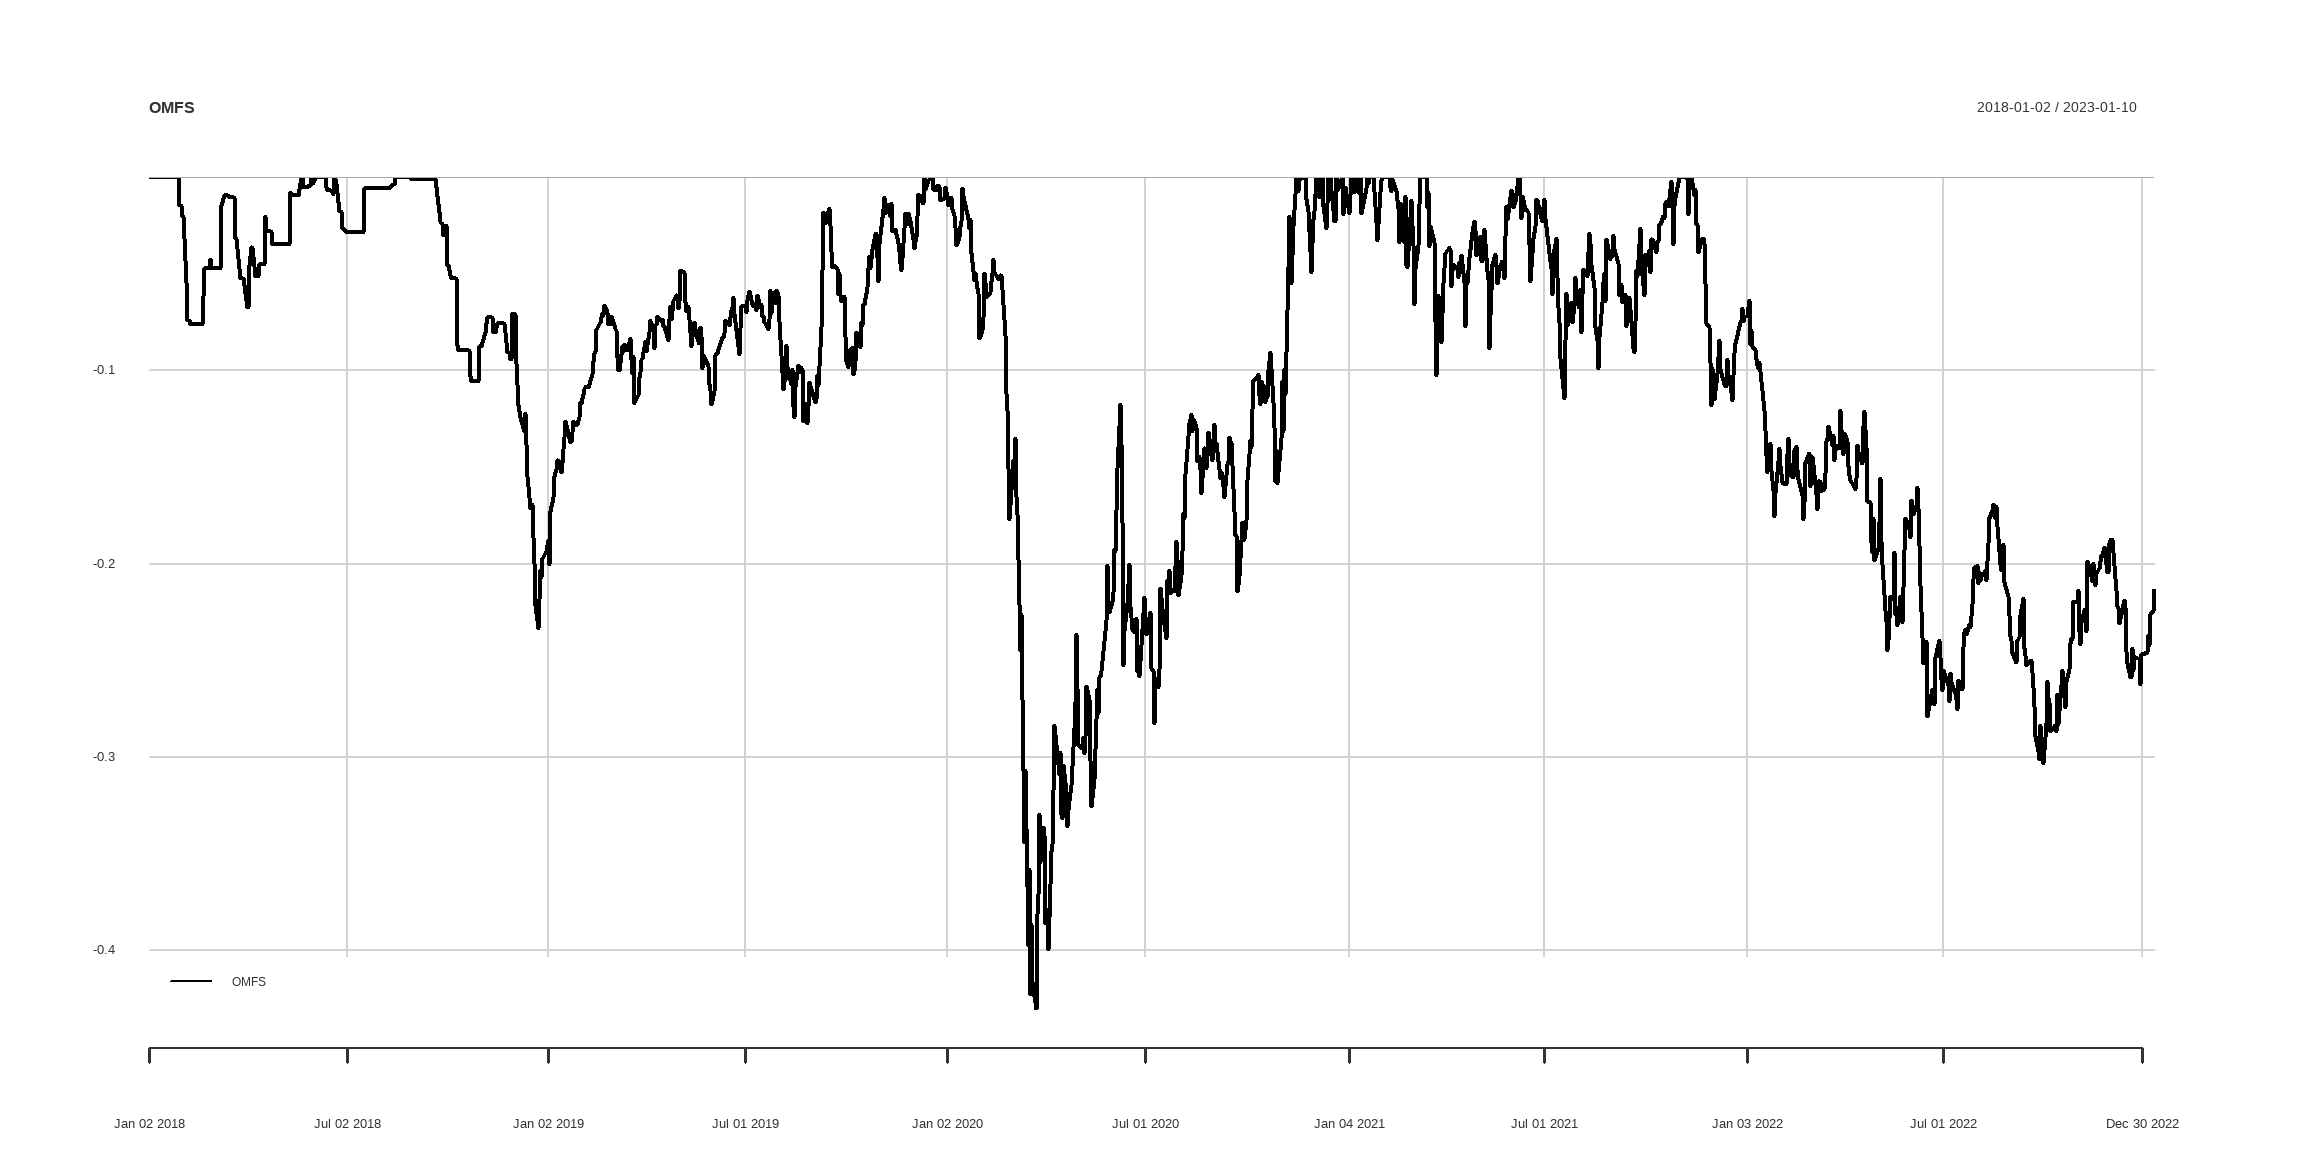 OMFS
2018-01-02 / 2023-01-10
-0.1
-0.2
-0.3
-0.4
OMFS
Jan 02 2018
Jul 02 2018
Jan 02 2019
Jul 01 2019
Jan 02 2020
Jul 01 2020
Jan 04 2021
Jul 01 2021
Jan 03 2022
Jul 01 2022
Dec 30 2022